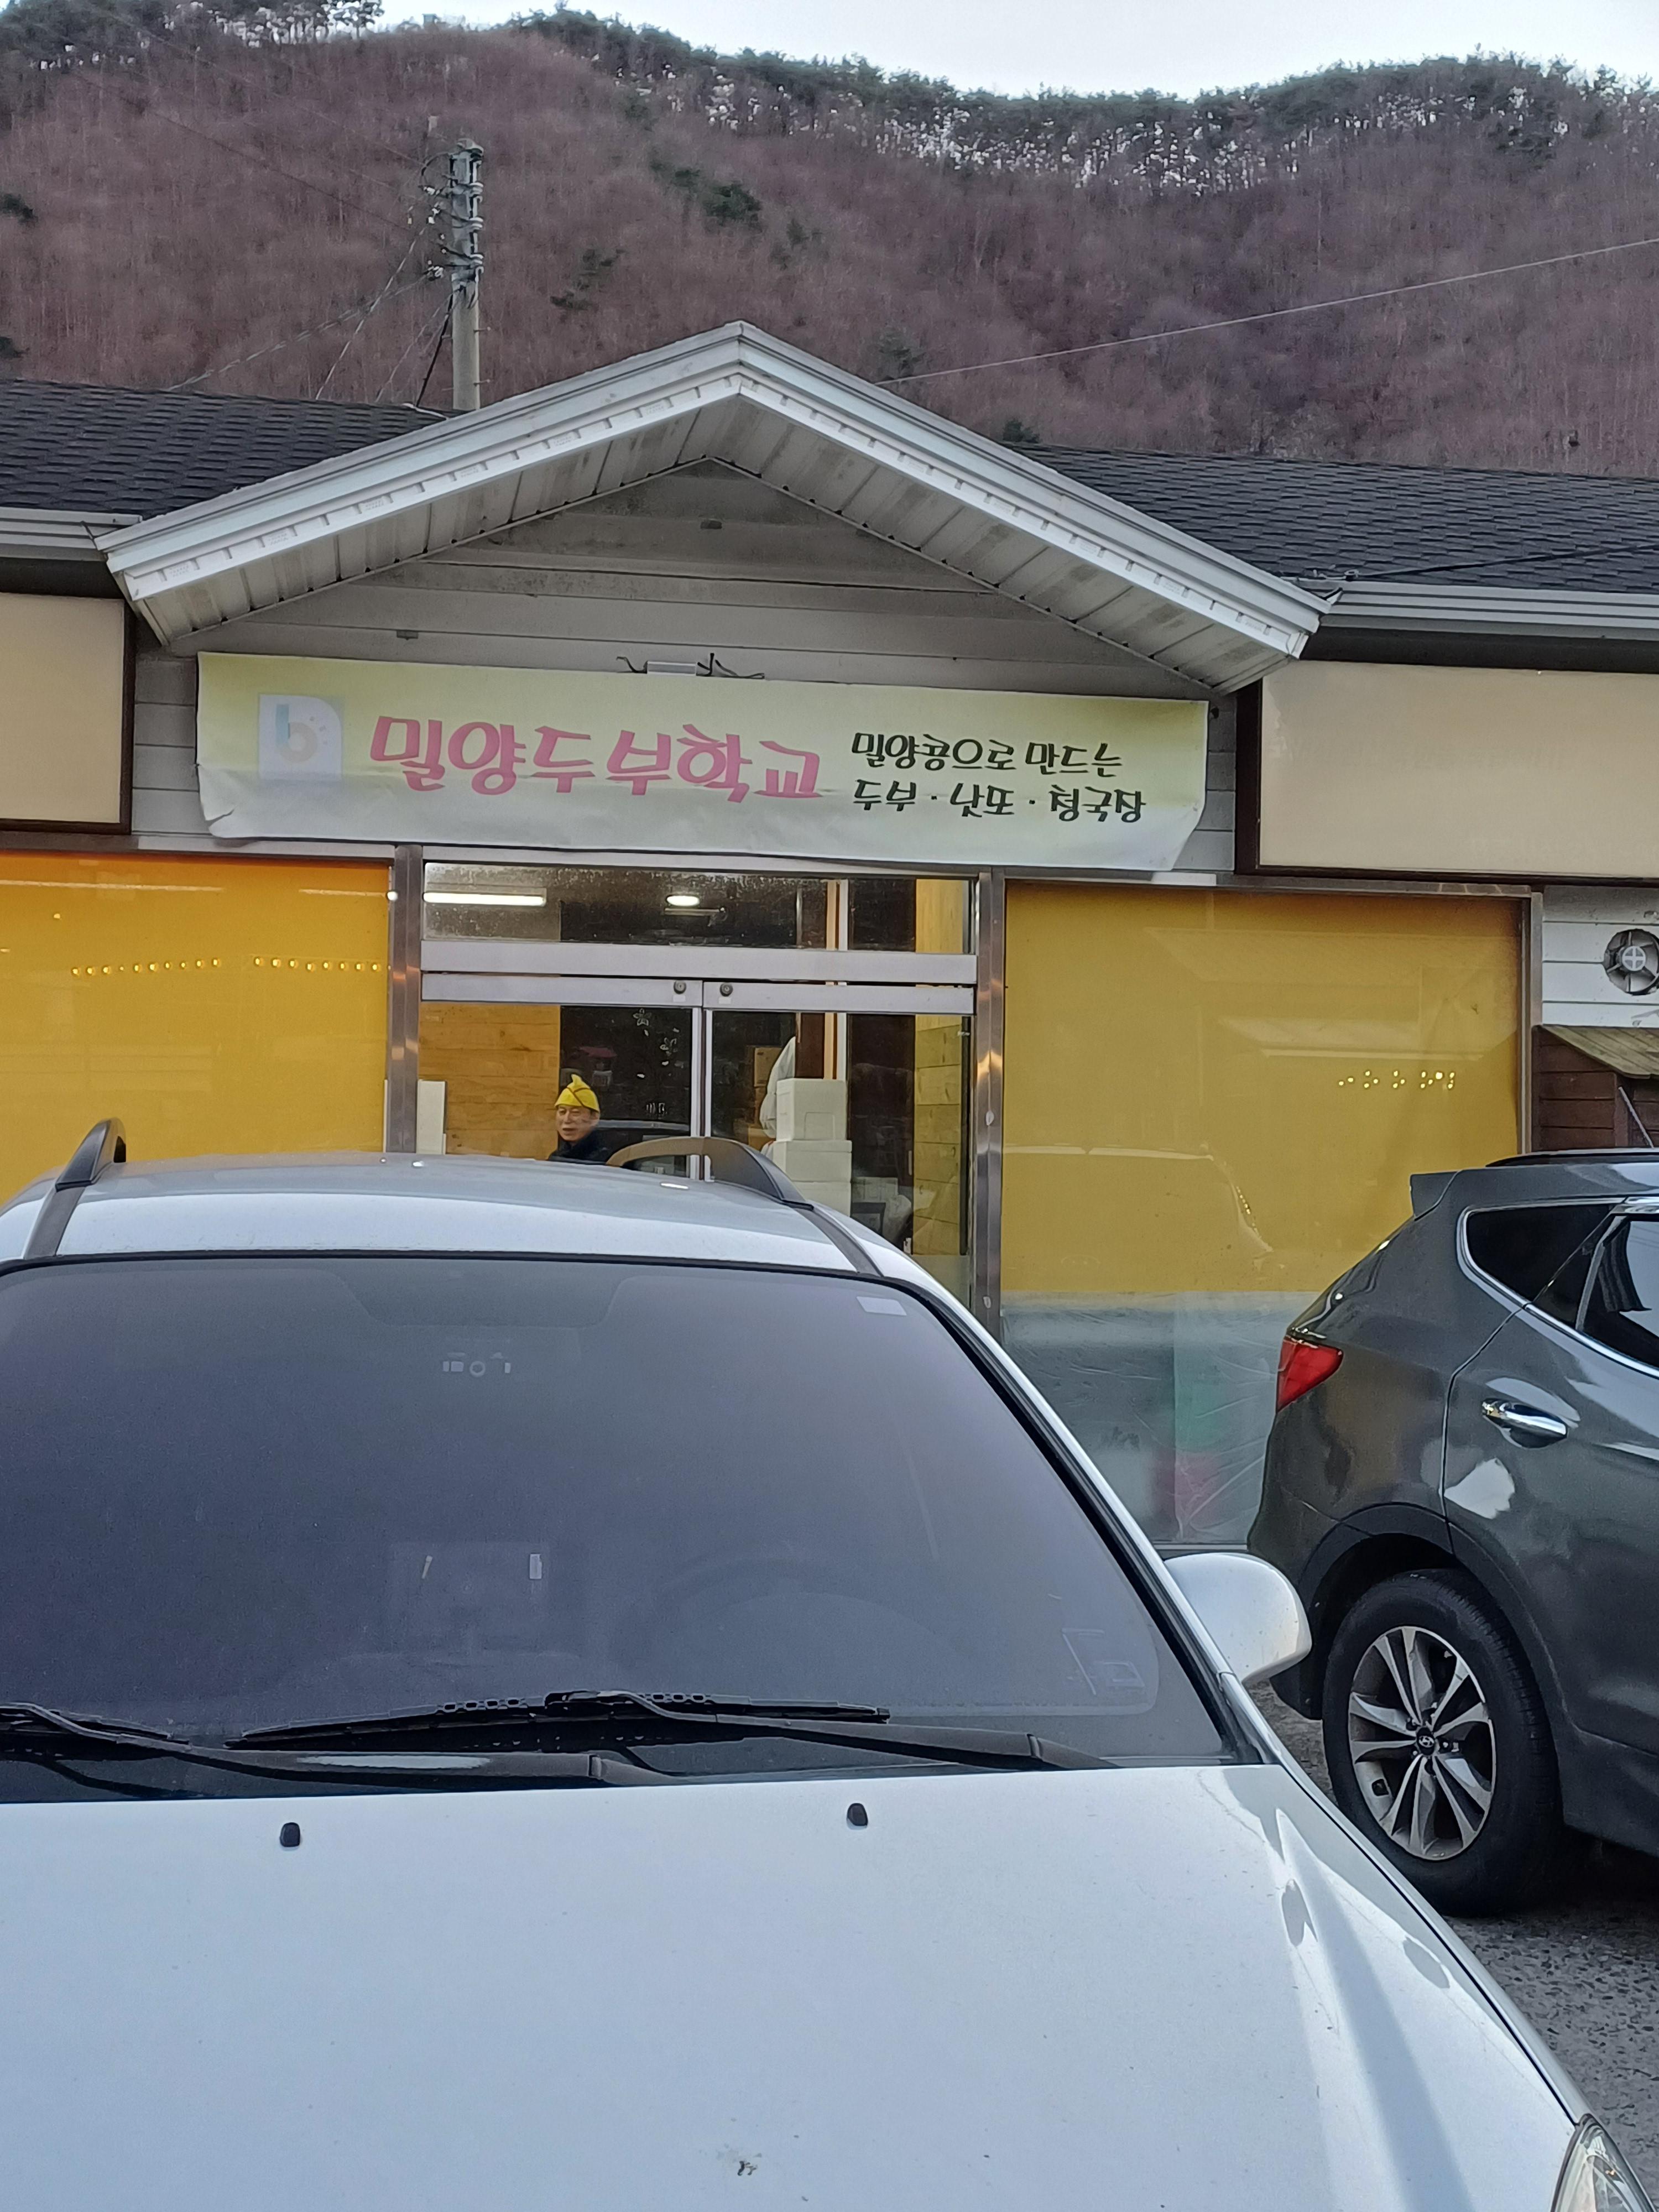 밀양두부학교
밀양콩으로 만드는
두부 · 낫또 · 청국장